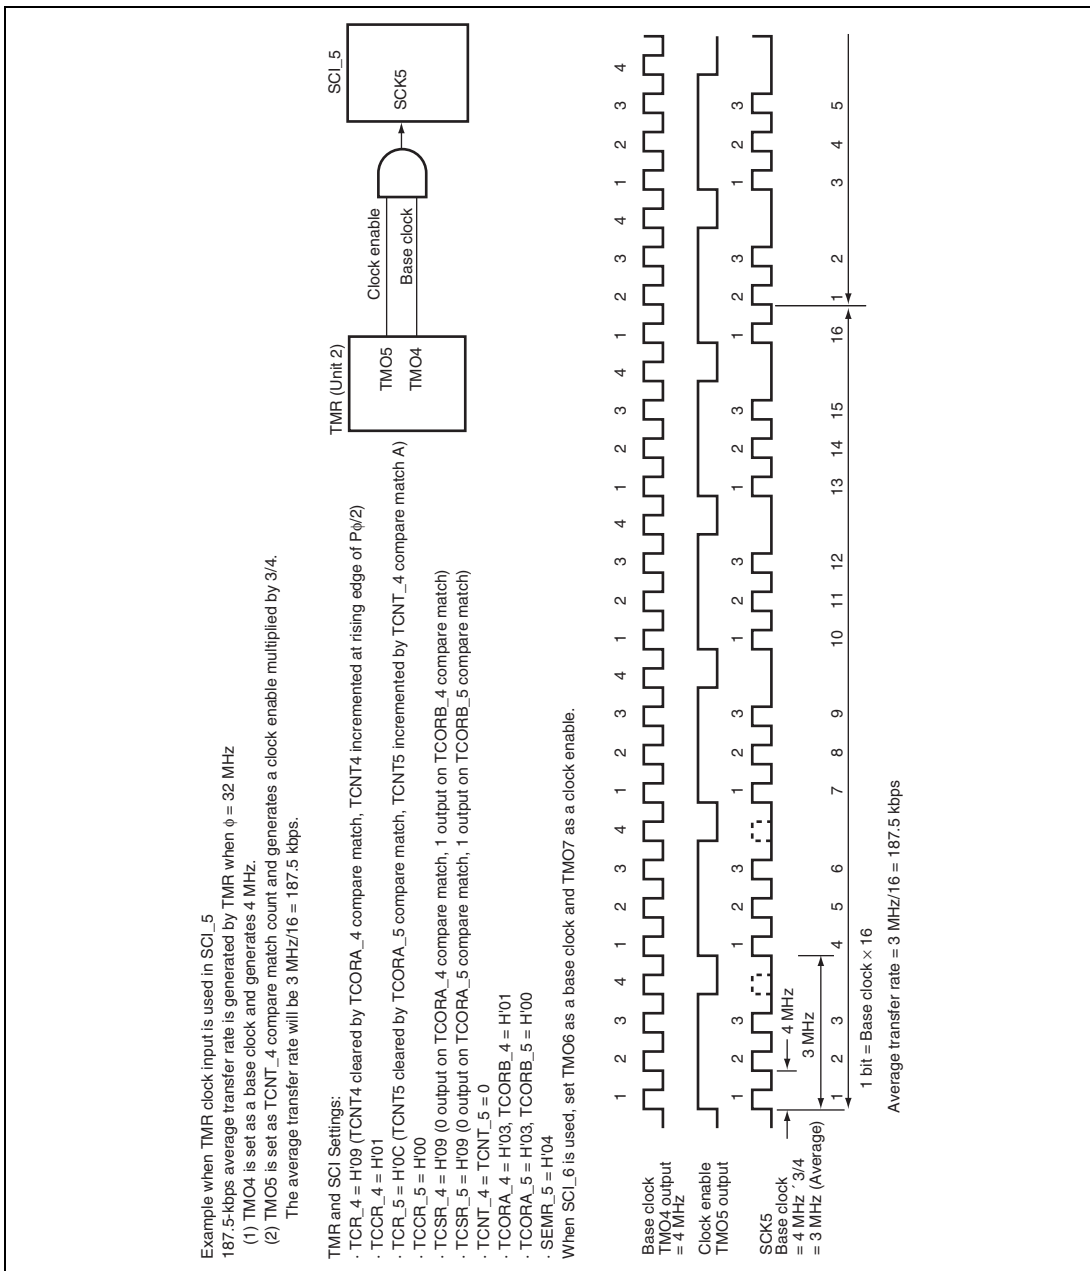 Example when TMR clock input is used in SCI_5
187.5-kbps average transfer rate is generated by TMR when ϕ = 32 MHz
(1) TMO4 is set as a base clock and generates 4 MHz.
(2) TMO5 is set as TCNT_4 compare match count and generates a clock enable multiplied by 3/4.
The average transfer rate will be 3 MHz/16 = 187.5 kbps.
TMR and SCI Settings:
· TCR_4 = H'09 (TCNT4 cleared by TCORA_4 compare match, TCNT4 incremented at rising edge of Pϕ/2)
· TCCR_4 = H'01
· TCR_5 = H'0C (TCNT5 cleared by TCORA_5 compare match, TCNT5 incremented by TCNT_4 compare match A)
· TCCR_5 = H'00
· TCSR_4 = H'09 (0 output on TCORA_4 compare match, 1 output on TCORB_4 compare match)
· TCSR_5 = H'09 (0 output on TCORA_5 compare match, 1 output on TCORB_5 compare match)
· TCNT_4 = TCNT_5 = 0
· TCORA_4 = H'03, TCORB_4 = H'01
· TCORA_5 = H'03, TCORB_5 = H'00
· SEMR_5 = H'04
When SCI_6 is used, set TMO6 as a base clock and TMO7 as a clock enable.
TMR (Unit 2)
TMO5
TMO4
Clock enable
Base clock
SCI_5
SCK5
1 2 3 4 1 2 3 4 1 2 3 4 1 2 3 4 1 2 3 4 1 2 3 4 1 2 3 4
Base clock
TMO4 output
= 4 MHz
Clock enable
TMO5 output
1 2 3 1 2 3 1 2 3 1 2 3 1 2 3 1 2 3 1 2 3
SCK5
Base clock
= 4 MHz ´ 3/4
= 3 MHz (Average)
4 MHz
3 MHz
1 2 3 4 5 6 7 8 9 10 11 12 13 14 15 16 1 2 3 4 5
1 bit = Base clock × 16
Average transfer rate = 3 MHz/16 = 187.5 kbps